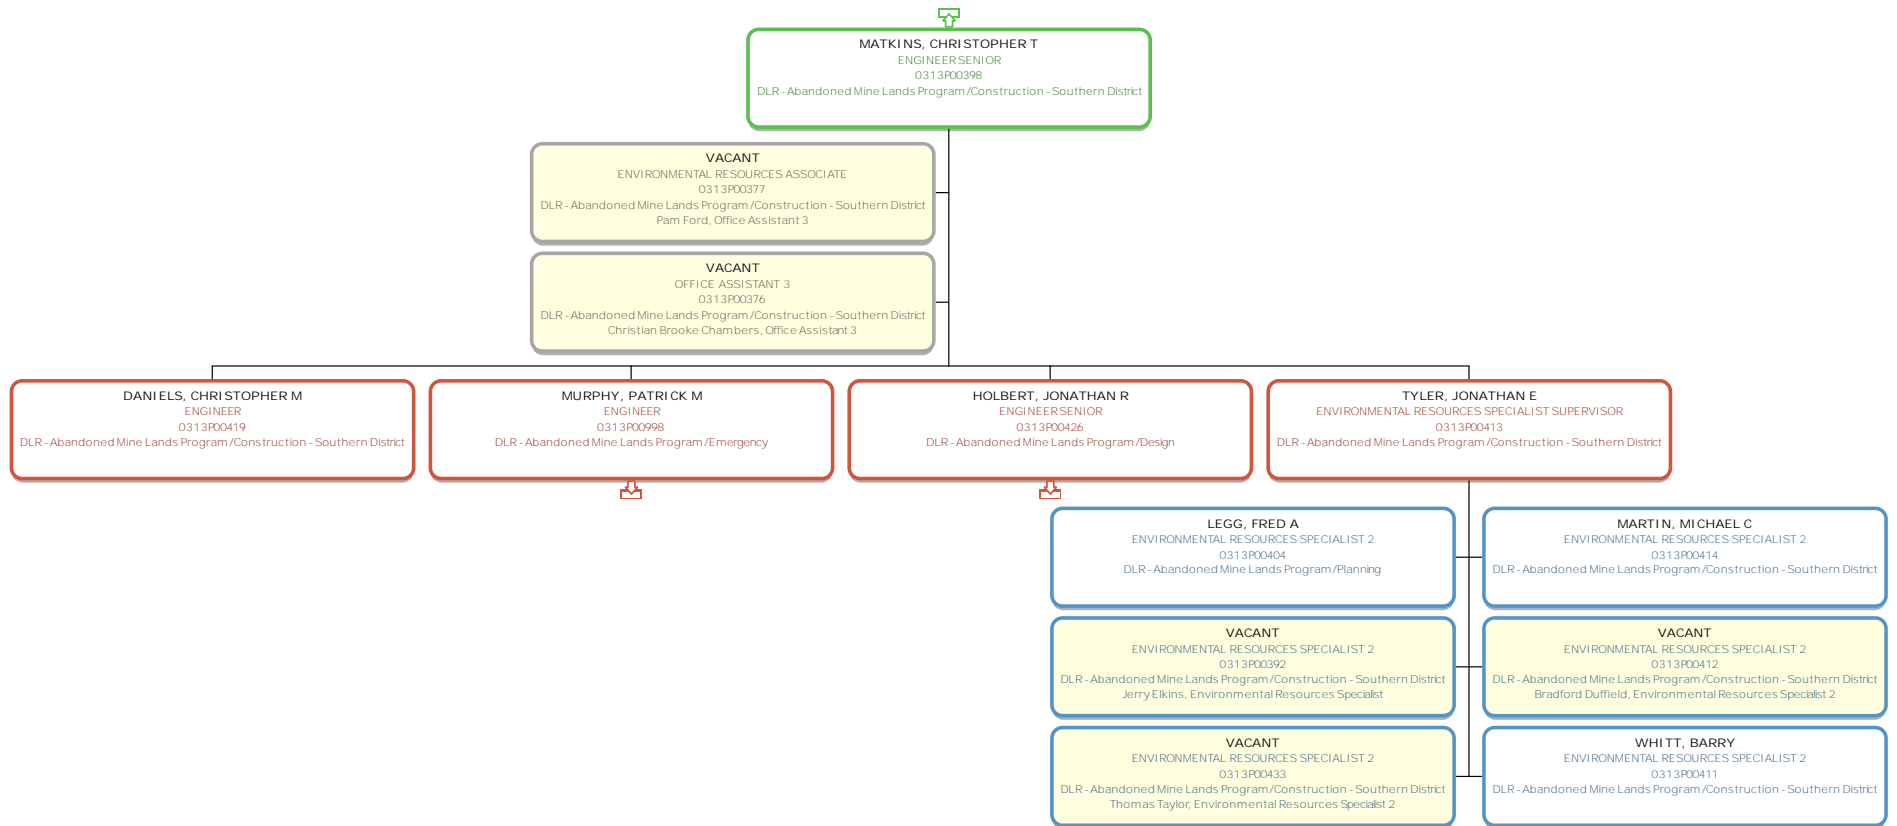 MATKINS, CHRISTOPHER T
ENGINEER SENIOR
0313P00398
DLR - Abandoned Mine Lands Program/Construction - Southern District
VACANT
ENVIRONMENTAL RESOURCES ASSOCIATE
0313P00377
DLR - Abandoned Mine Lands Program/Construction - Southern District
Pam Ford, Office Assistant 3
VACANT
OFFICE ASSISTANT 3
0313P00376
DLR - Abandoned Mine Lands Program/Construction - Southern District
Christian Brooke Chambers, Office Assistant 3
DANIELS, CHRISTOPHER M
ENGINEER
0313P00419
DLR - Abandoned Mine Lands Program/Construction - Southern District
MURPHY, PATRICK M
ENGINEER
0313P00998
DLR - Abandoned Mine Lands Program/Emergency
HOLBERT, JONATHAN R
ENGINEER SENIOR
0313P00426
DLR - Abandoned Mine Lands Program/Design
TYLER, JONATHAN E
ENVIRONMENTAL RESOURCES SPECIALIST SUPERVISOR
0313P00413
DLR - Abandoned Mine Lands Program/Construction - Southern District
LEGG, FRED A
ENVIRONMENTAL RESOURCES SPECIALIST 2
0313P00404
DLR - Abandoned Mine Lands Program/Planning
MARTIN, MICHAEL C
ENVIRONMENTAL RESOURCES SPECIALIST 2
0313P00414
DLR - Abandoned Mine Lands Program/Construction - Southern District
VACANT
ENVIRONMENTAL RESOURCES SPECIALIST 2
0313P00392
DLR - Abandoned Mine Lands Program/Construction - Southern District
Jerry Elkins, Environmental Resources Specialist
VACANT
ENVIRONMENTAL RESOURCES SPECIALIST 2
0313P00412
DLR - Abandoned Mine Lands Program/Construction - Southern District
Bradford Duffield, Environmental Resources Specialist 2
VACANT
ENVIRONMENTAL RESOURCES SPECIALIST 2
0313P00433
DLR - Abandoned Mine Lands Program/Construction - Southern District
Thomas Taylor, Environmental Resources Specialist 2
WHITT, BARRY
ENVIRONMENTAL RESOURCES SPECIALIST 2
0313P00411
DLR - Abandoned Mine Lands Program/Construction - Southern District